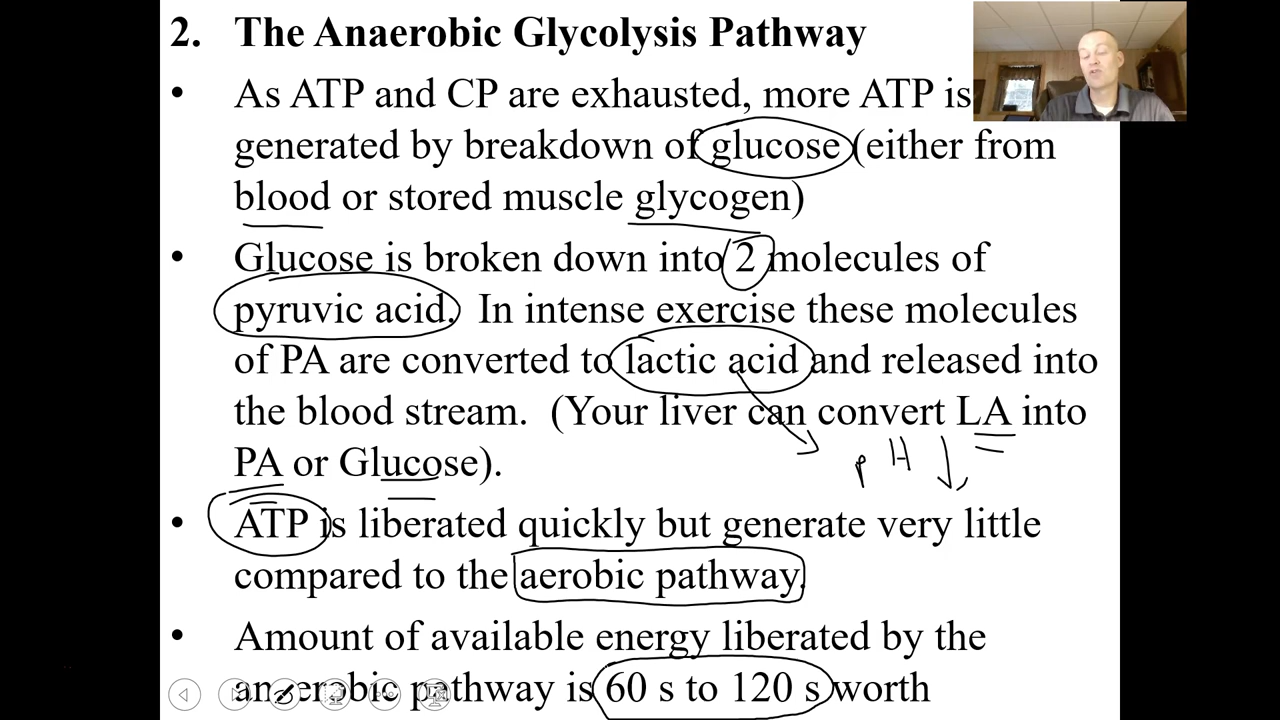 2. The Anaerobic Glycolysis Pathway
• As ATP and CP are exhausted, more ATP is
generated by breakdown of glucose (either from
blood or stored muscle glycogen)
• Glucose is broken down into 2 molecules of
pyruvic acid. In intense exercise these molecules
of PA are converted to lactic acid and released into
the blood stream. (Your liver can convert LA into
PA or Glucose).
pH ↓
• ATP is liberated quickly but generate very little
compared to the aerobic pathway.
• Amount of available energy liberated by the
anaerobic pathway is 60 s to 120 s worth